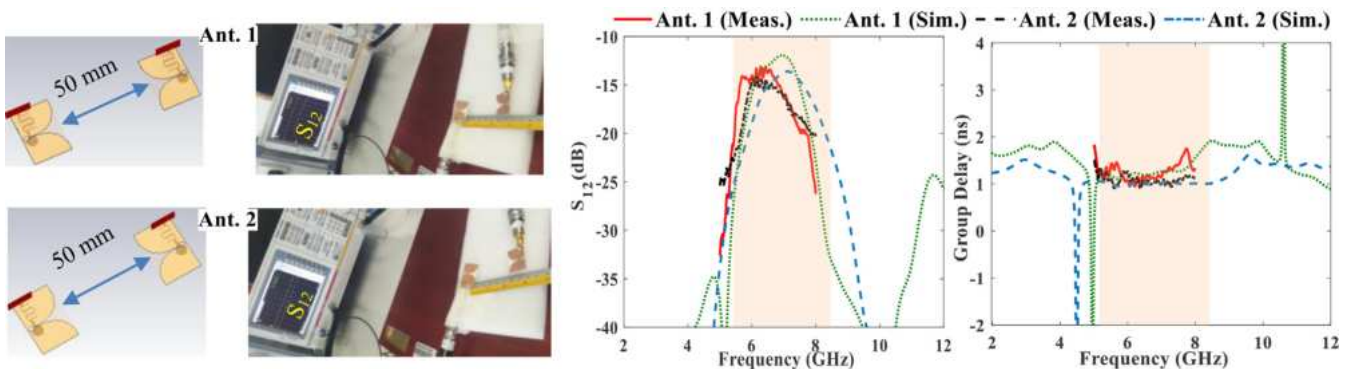 Ant. 1
50 mm
S12
Ant. 2
50 mm
S12
Ant. 1 (Meas.) Ant. 1 (Sim.) Ant. 2 (Meas.) Ant. 2 (Sim.)
S12 (dB)
-10
-15
-20
-25
-30
-35
-40
2 4 6 8 10 12
Frequency (GHz)
Group Delay (ns)
4
3
2
1
0
-1
-2
2 4 6 8 10 12
Frequency (GHz)